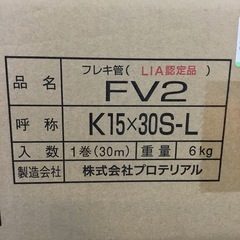 フレキ管(LIA認定品)
品名 FV2
呼称 K15×30S-L
入数 1巻(30m) 重量 6kg
製造会社 株式会社プロテリアル